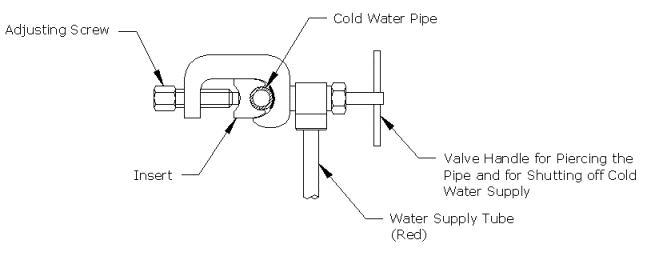 Cold Water Pipe
Adjusting Screw
Insert
Valve Handle for Piercing the
Pipe and for Shutting off Cold
Water Supply
Water Supply Tube
(Red)